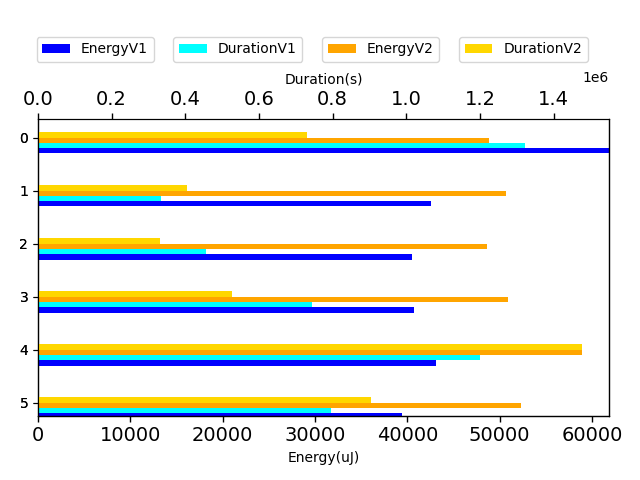 EnergyV1 DurationV1 EnergyV2 DurationV2
Duration(s)
1e6
0.0 0.2 0.4 0.6 0.8 1.0 1.2 1.4
0
1
2
3
4
5
0 10000 20000 30000 40000 50000 60000
Energy(uJ)